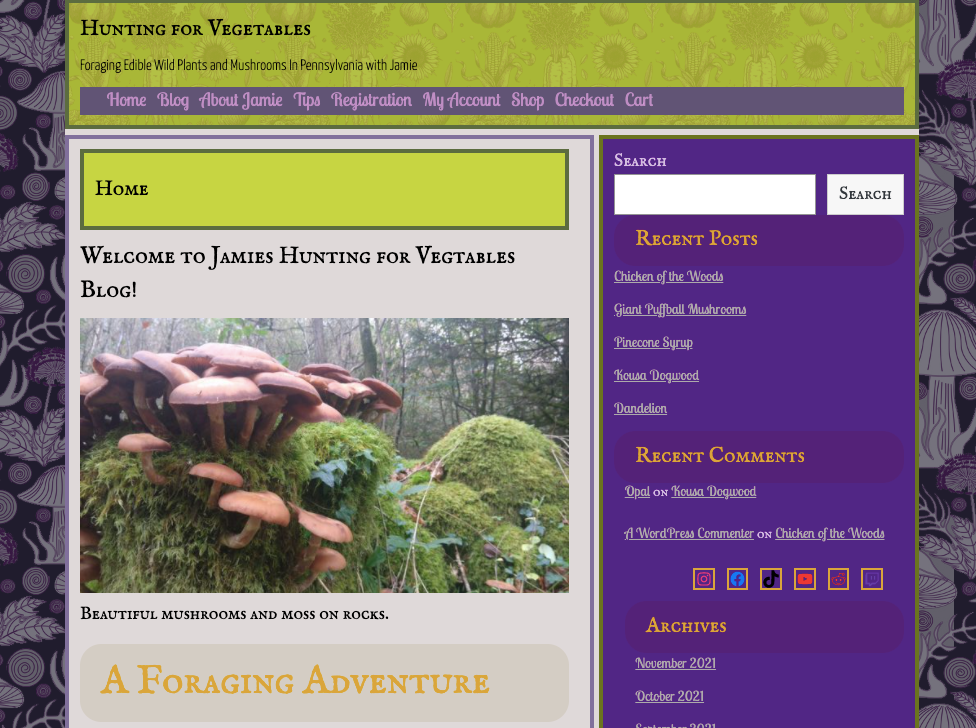 Hunting for Vegetables
Foraging Edible Wild Plants and Mushrooms In Pennsylvania with Jamie
Home Blog About Jamie Tips Registration My Account Shop Checkout Cart
Home
Welcome to Jamies Hunting for Vegtables
Blog!
Beautiful mushrooms and moss on rocks.
A Foraging Adventure
Search
Search
Recent Posts
Chicken of the Woods
Giant Puffball Mushrooms
Pinecone Syrup
Kousa Dogwood
Dandelion
Recent Comments
Opal on Kousa Dogwood
A WordPress Commenter on Chicken of the Woods
Archives
November 2021
October 2021
September 2021